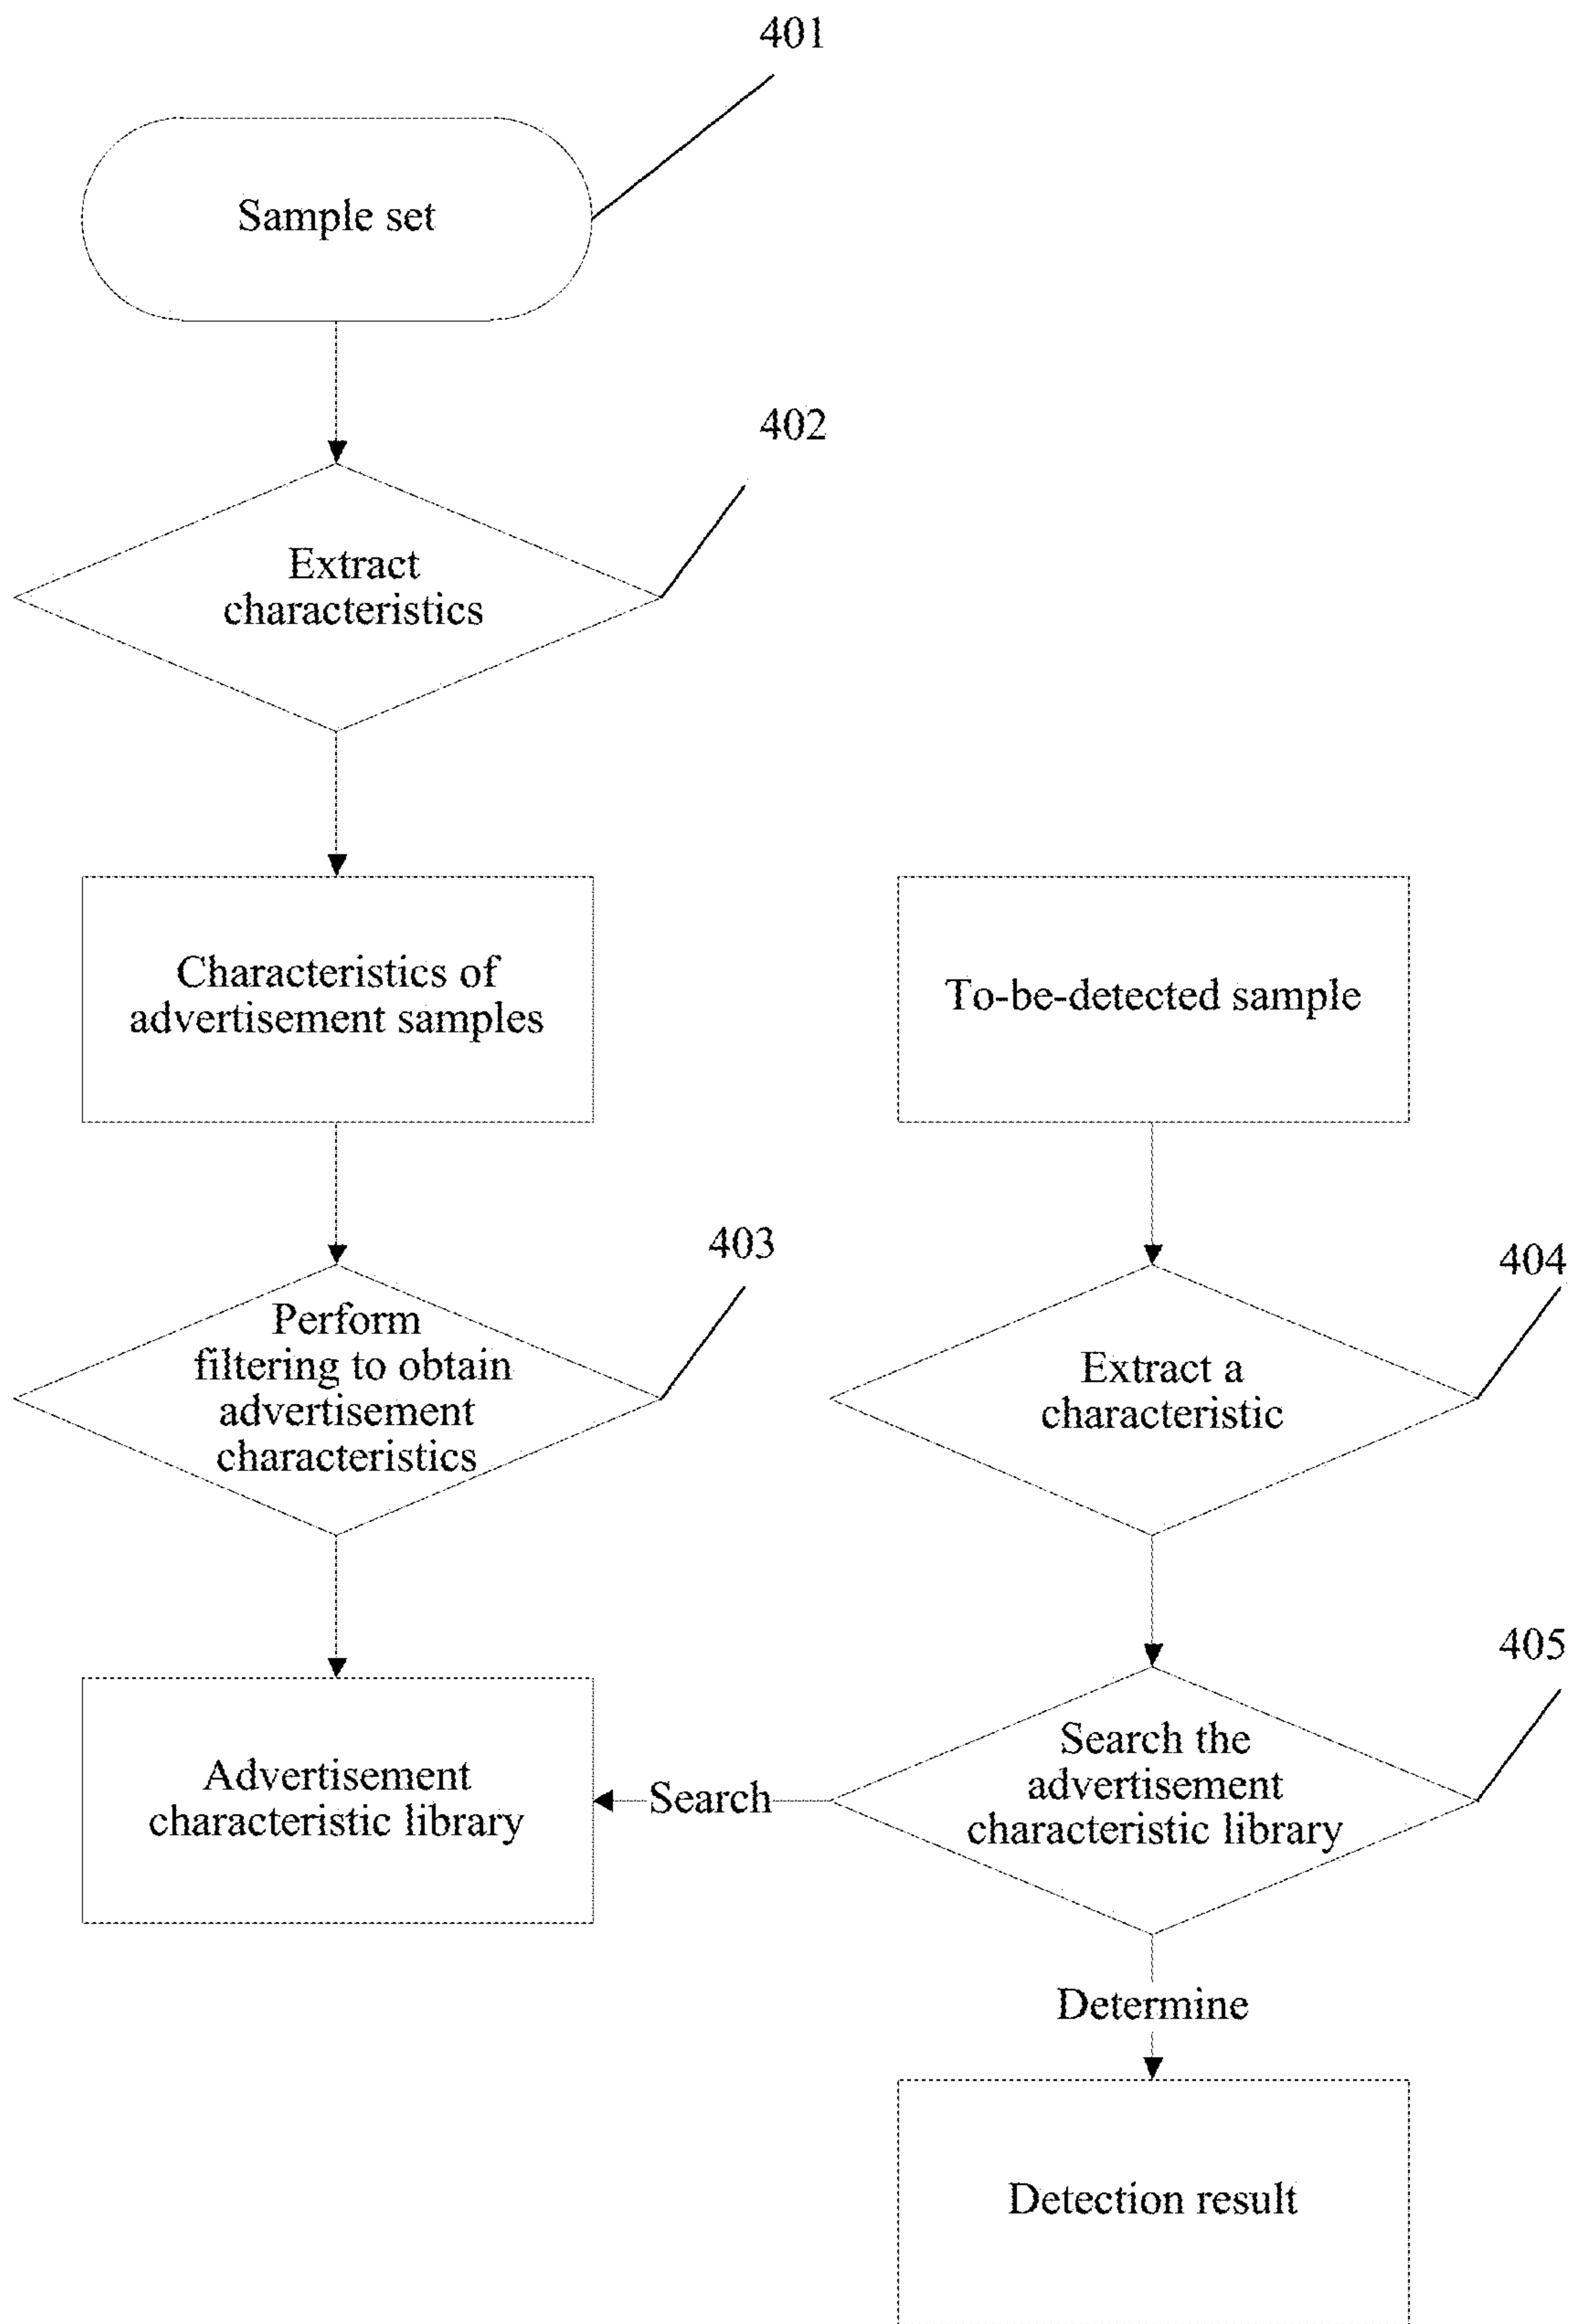 401
Sample set
402
Extract
characteristics
Characteristics of
advertisement samples
To-be-detected sample
403
Perform
filtering to obtain
advertisement
characteristics
404
Extract a
characteristic
405
Advertisement
characteristic library
Search
Search the
advertisement
characteristic library
Determine
Detection result